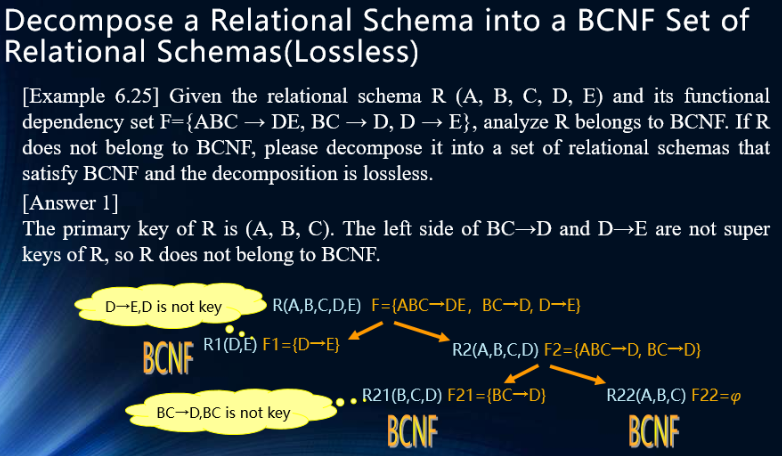 Decompose a Relational Schema into a BCNF Set of
Relational Schemas(Lossless)
[Example 6.25] Given the relational schema R (A, B, C, D, E) and its functional
dependency set F={ABC → DE, BC → D, D → E}, analyze R belongs to BCNF. If R
does not belong to BCNF, please decompose it into a set of relational schemas that
satisfy BCNF and the decomposition is lossless.
[Answer 1]
The primary key of R is (A, B, C). The left side of BC→D and D→E are not super
keys of R, so R does not belong to BCNF.
D→E,D is not key
R(A,B,C,D,E) F={ABC→DE, BC→D, D→E}
BCNF
R1(D,E) F1={D→E}
R2(A,B,C,D) F2={ABC→D, BC→D}
BC→D,BC is not key
R21(B,C,D) F21={BC→D}
R22(A,B,C) F22=φ
BCNF
BCNF